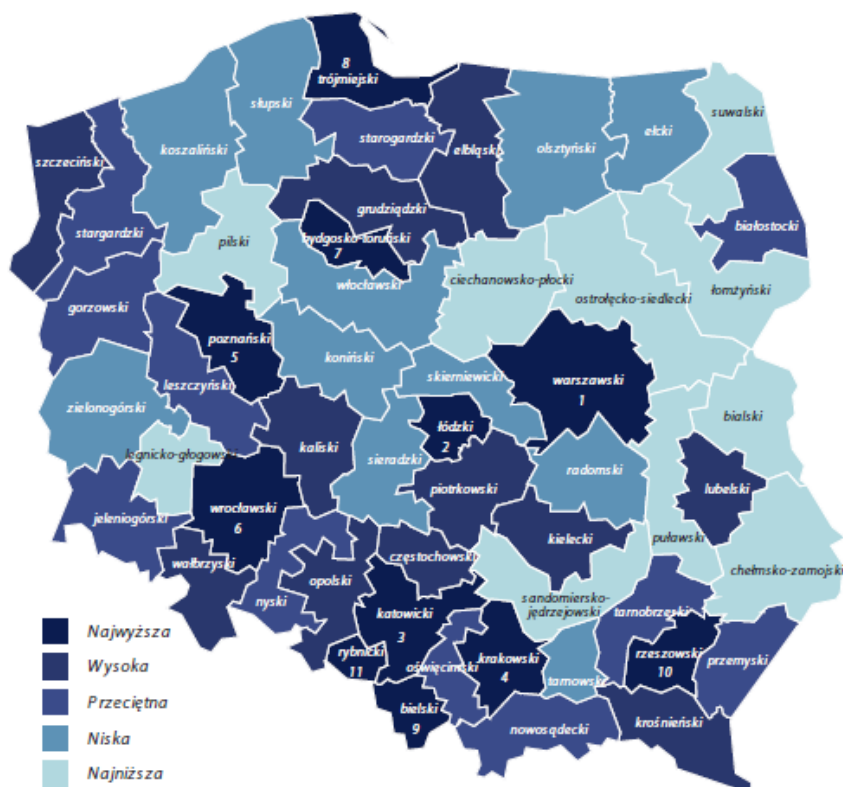 8
trójmiejski
słupski
koszaliński
starogardzki
elbląski
olsztyński
ełcki
suwalski
szczeciński
stargardzki
pilski
grudziądzki
bydgosko-toruński
7
białostocki
włocławski
ciechanowsko-płocki
ostrołęcko-siedlecki
łomżyński
gorzowski
poznański
5
koniński
leszczyński
skierniewicki
warszawski
1
zielonogórski
bialski
łódzki
2
kaliski
sieradzki
legnicko-głogowski
radomski
piotrkowski
lubelski
wrocławski
6
jeleniogórski
kielecki
puławski
częstochowski
wałbrzyski
chełmsko-zamojski
opolski
nyski
sandomiersko-
jędrzejowski
tarnobrzeski
katowicki
3
rybnicki
11
oświęcimski
krakowski
4
tarnowski
rzeszowski
10
przemyski
bielski
9
nowosądecki
krośnieński
Najwyższa
Wysoka
Przeciętna
Niska
Najniższa